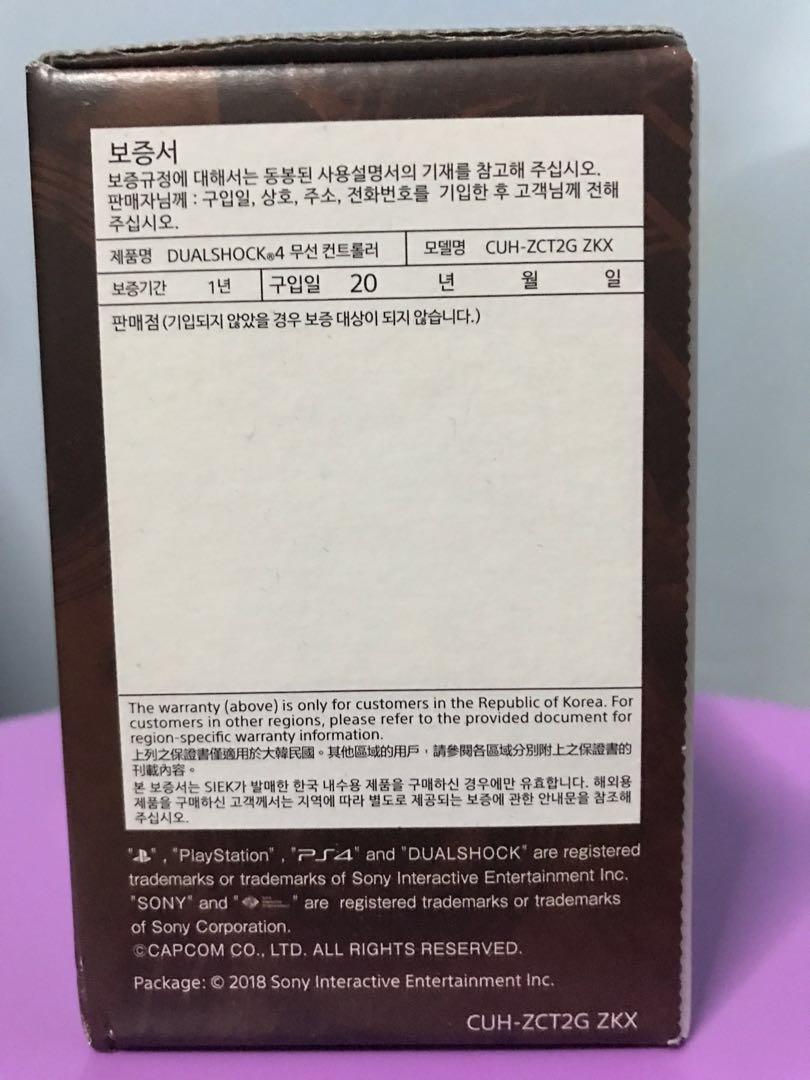 보증서
보증규정에 대해서는 동봉된 사용설명서의 기재를 참고해 주십시오.
판매자님께 : 구입일, 상호, 주소, 전화번호를 기입한 후 고객님께 전해
주십시오.
제품명 DUALSHOCK®4 무선 컨트롤러 모델명 CUH-ZCT2G ZKX
보증기간 1년 구입일 20 년 월 일
판매점 (기입되지 않았을 경우 보증 대상이 되지 않습니다.)
The warranty (above) is only for customers in the Republic of Korea. For
customers in other regions, please refer to the provided document for
region-specific warranty information.
上列之保證書僅適用於大韓民國。其他區域的用戶，請參閱各區域分別附上之保證書的
刊載內容。
본 보증서는 SIEK가 발매한 한국 내수용 제품을 구매하신 경우에만 유효합니다. 해외용
제품을 구매하신 고객께서는 지역에 따라 별도로 제공되는 보증에 관한 안내문을 참조해
주십시오.
" ", "PlayStation", "PS4" and "DUALSHOCK" are registered
trademarks or trademarks of Sony Interactive Entertainment Inc.
"SONY" and " " are registered trademarks or trademarks
of Sony Corporation.
©CAPCOM CO., LTD. ALL RIGHTS RESERVED.
Package: © 2018 Sony Interactive Entertainment Inc.
CUH-ZCT2G ZKX